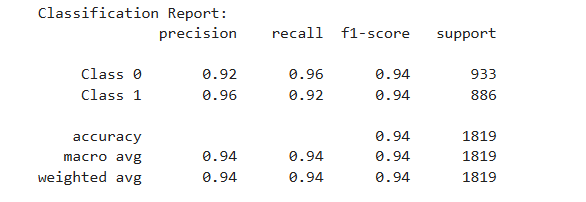 Classification Report:
precision recall f1-score support
Class 0 0.92 0.96 0.94 933
Class 1 0.96 0.92 0.94 886
accuracy 0.94 1819
macro avg 0.94 0.94 0.94 1819
weighted avg 0.94 0.94 0.94 1819